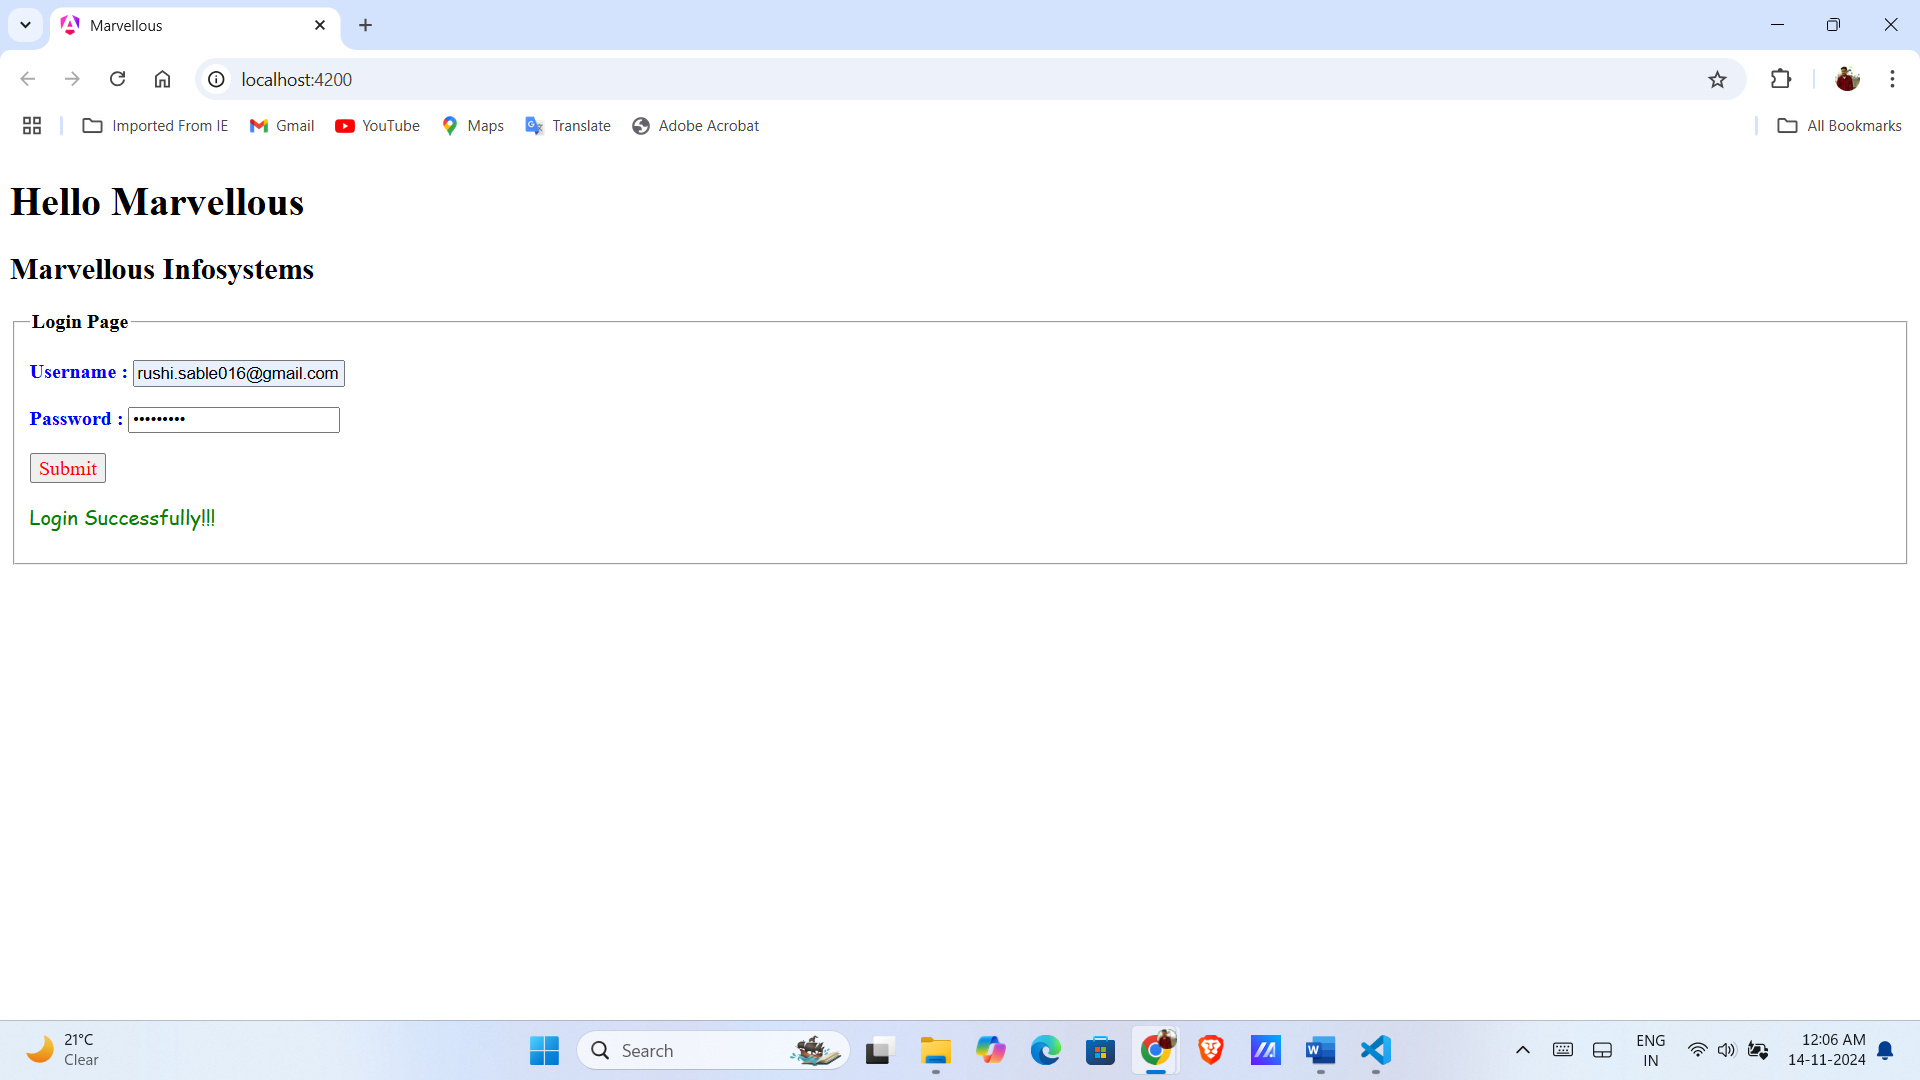 Marvellous
localhost:4200
Imported From IE Gmail YouTube Maps Translate Adobe Acrobat All Bookmarks
Hello Marvellous
Marvellous Infosystems
Login Page
Username : rushi.sable016@gmail.com
Password : •••••••••
Submit
Login Successfully!!!
21°C
Clear
Search
ENG
IN
12:06 AM
14-11-2024